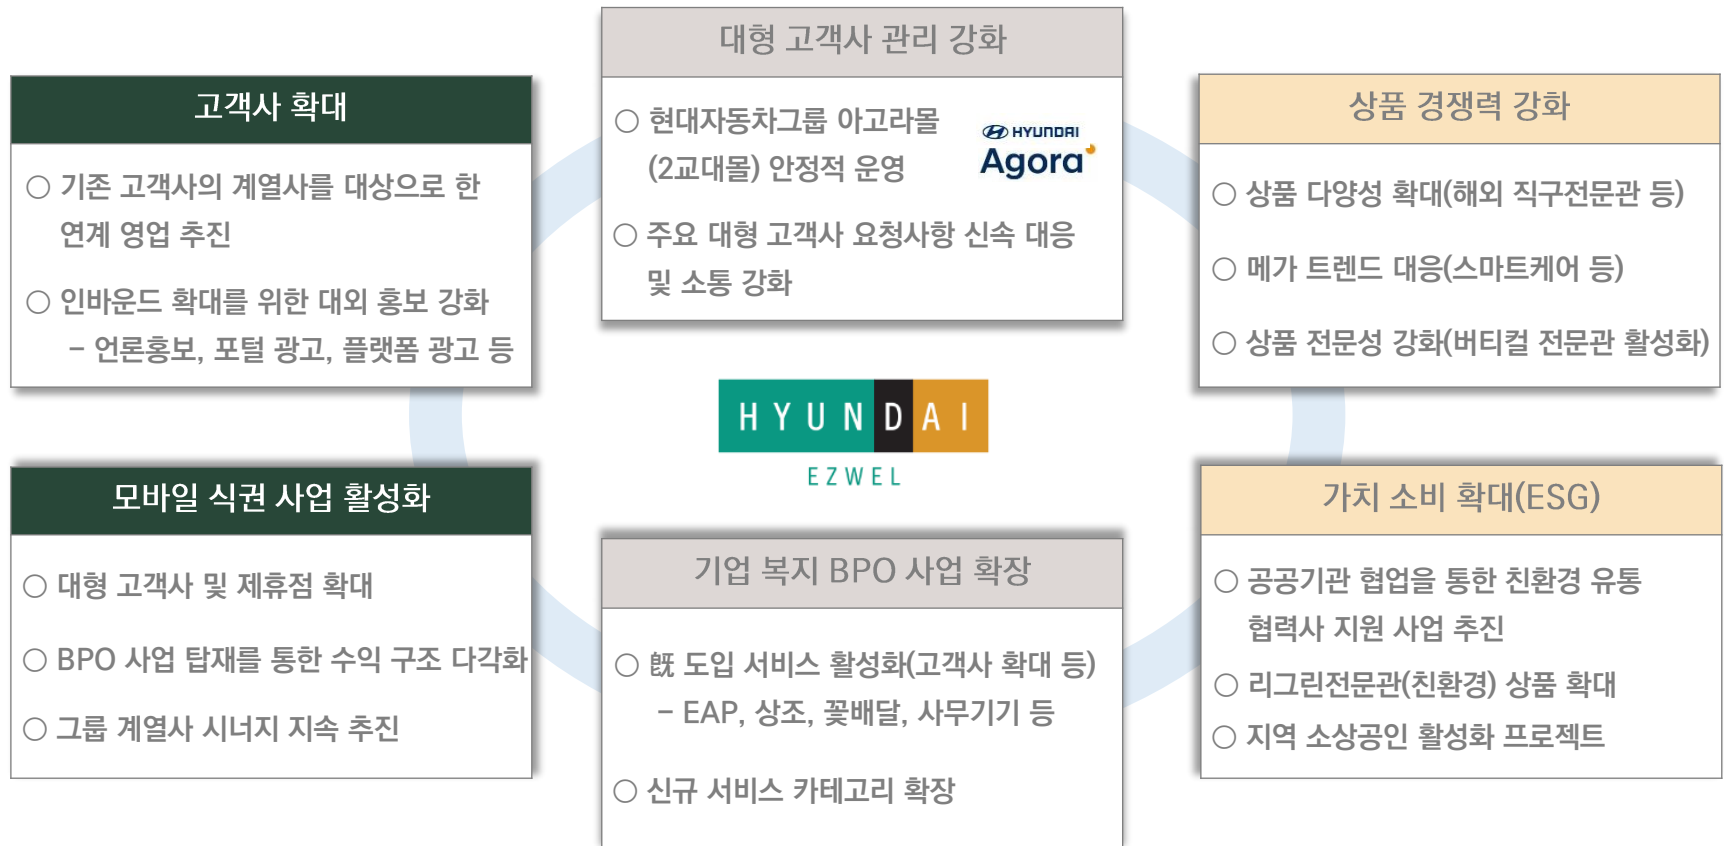 고객사 확대
○ 기존 고객사의 계열사를 대상으로 한
연계 영업 추진
○ 인바운드 확대를 위한 대외 홍보 강화
– 언론홍보, 포털 광고, 플랫폼 광고 등
대형 고객사 관리 강화
○ 현대자동차그룹 아고라몰
(2교대몰) 안정적 운영
HYUNDAI
Agora
○ 주요 대형 고객사 요청사항 신속 대응
및 소통 강화
상품 경쟁력 강화
○ 상품 다양성 확대(해외 직구전문관 등)
○ 메가 트렌드 대응(스마트케어 등)
○ 상품 전문성 강화(버티컬 전문관 활성화)
HYUNDAI
EZWEL
모바일 식권 사업 활성화
○ 대형 고객사 및 제휴점 확대
○ BPO 사업 탑재를 통한 수익 구조 다각화
○ 그룹 계열사 시너지 지속 추진
기업 복지 BPO 사업 확장
○ 旣 도입 서비스 활성화(고객사 확대 등)
– EAP, 상조, 꽃배달, 사무기기 등
○ 신규 서비스 카테고리 확장
가치 소비 확대(ESG)
○ 공공기관 협업을 통한 친환경 유통
협력사 지원 사업 추진
○ 리그린전문관(친환경) 상품 확대
○ 지역 소상공인 활성화 프로젝트